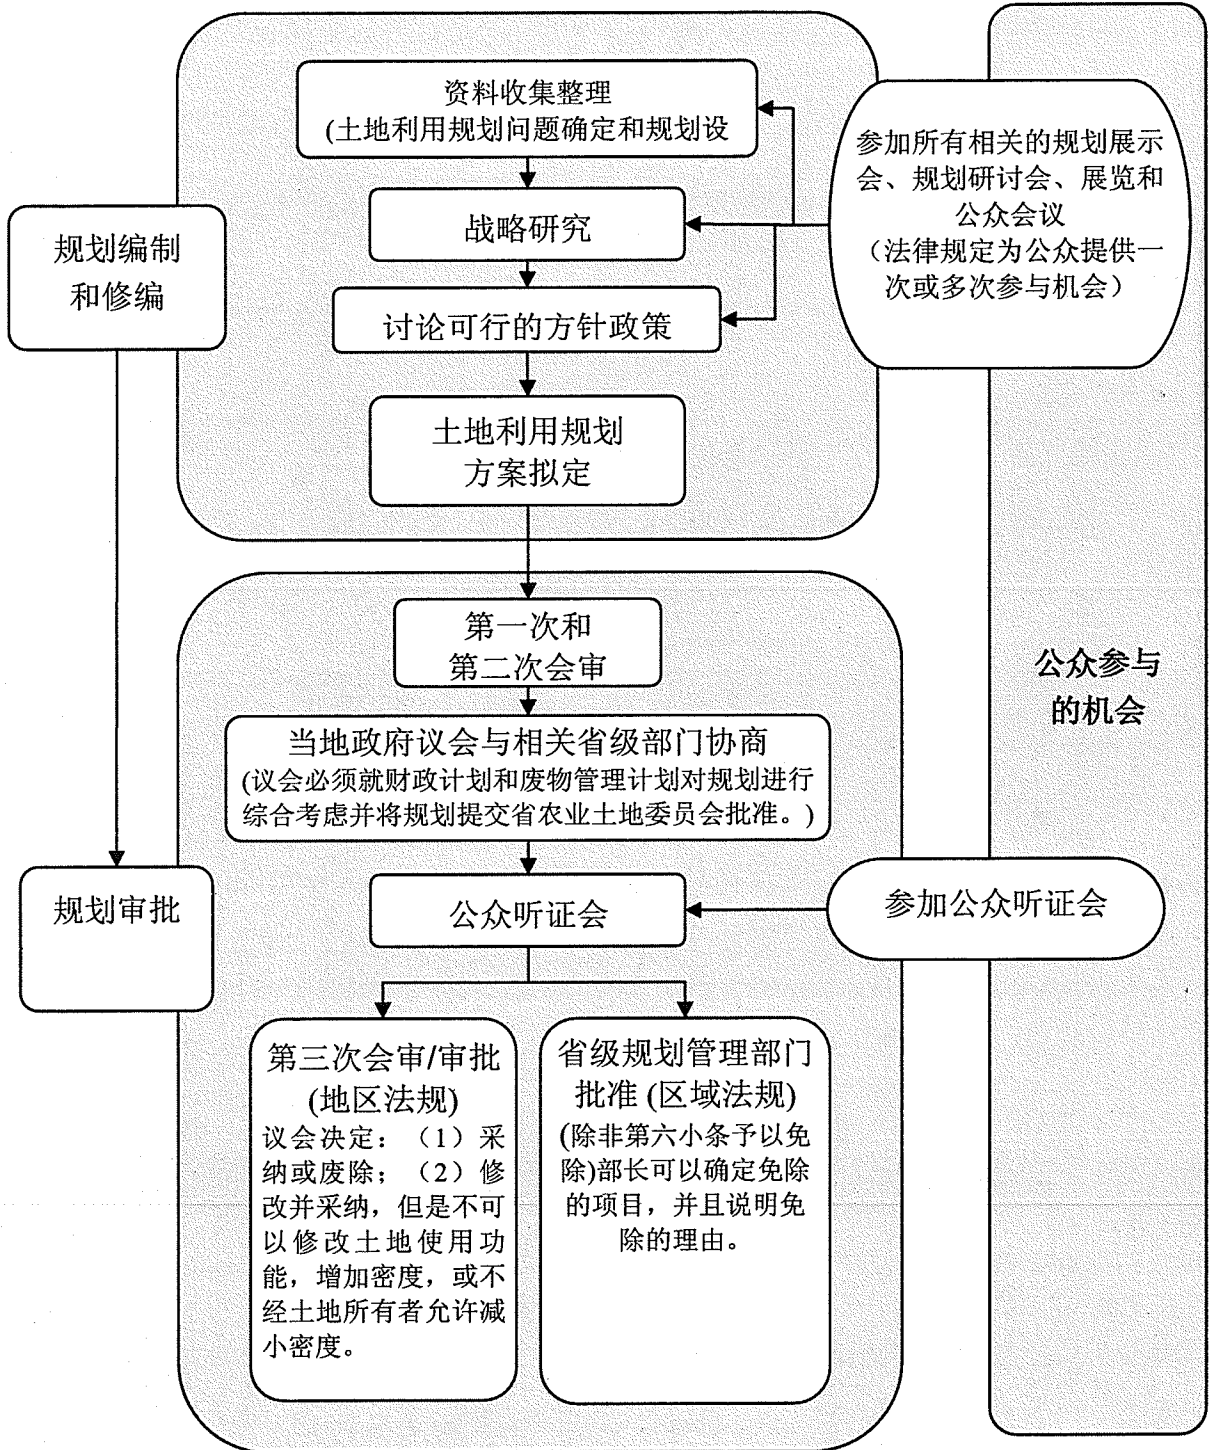 资料收集整理
(土地利用规划问题确定和规划设
参加所有相关的规划展示
会、规划研讨会、展览和
公众会议
（法律规定为公众提供一
次或多次参与机会）
战略研究
规划编制
和修编
讨论可行的方针政策
土地利用规划
方案拟定
第一次和
第二次会审
公众参与
的机会
当地政府议会与相关省级部门协商
(议会必须就财政计划和废物管理计划对规划进行
综合考虑并将规划提交省农业土地委员会批准。)
规划审批
公众听证会
参加公众听证会
第三次会审/审批
(地区法规)
议会决定：（1）采
纳或废除；（2）修
改并采纳，但是不可
以修改土地使用功
能，增加密度，或不
经土地所有者允许减
小密度。
省级规划管理部门
批准 (区域法规)
(除非第六小条予以免
除)部长可以确定免除
的项目，并且说明免
除的理由。